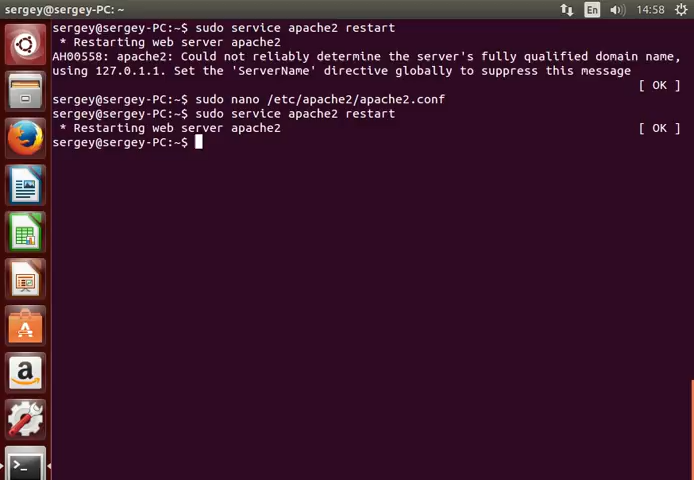 sergey@sergey-PC: ~
En
14:58
sergey@sergey-PC:~$ sudo service apache2 restart
* Restarting web server apache2
AH00558: apache2: Could not reliably determine the server's fully qualified domain name,
using 127.0.1.1. Set the 'ServerName' directive globally to suppress this message
[ OK ]
sergey@sergey-PC:~$ sudo nano /etc/apache2/apache2.conf
sergey@sergey-PC:~$ sudo service apache2 restart
* Restarting web server apache2 [ OK ]
sergey@sergey-PC:~$